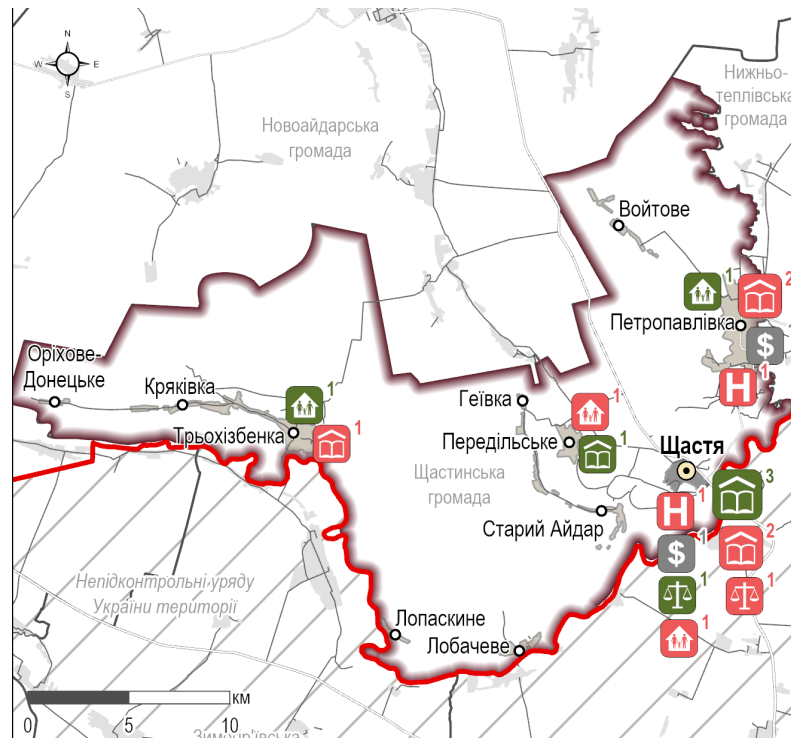 N
W
E
S
Новоайдарська
громада
Нижньо-
теплівська
громада
Войтове
1
2
Петропавлівка
$
1
H
1
Оріхове-
Донецьке
Кряківка
1
Трьохізбенка
1
Геївка
1
Передільське
1
Щастинська
громада
Щастя
3
Старий Айдар
H
1
$
1
2
1
1
1
Непідконтрольні уряду
України території
Лопаскине
Лобачеве
км
0
5
10